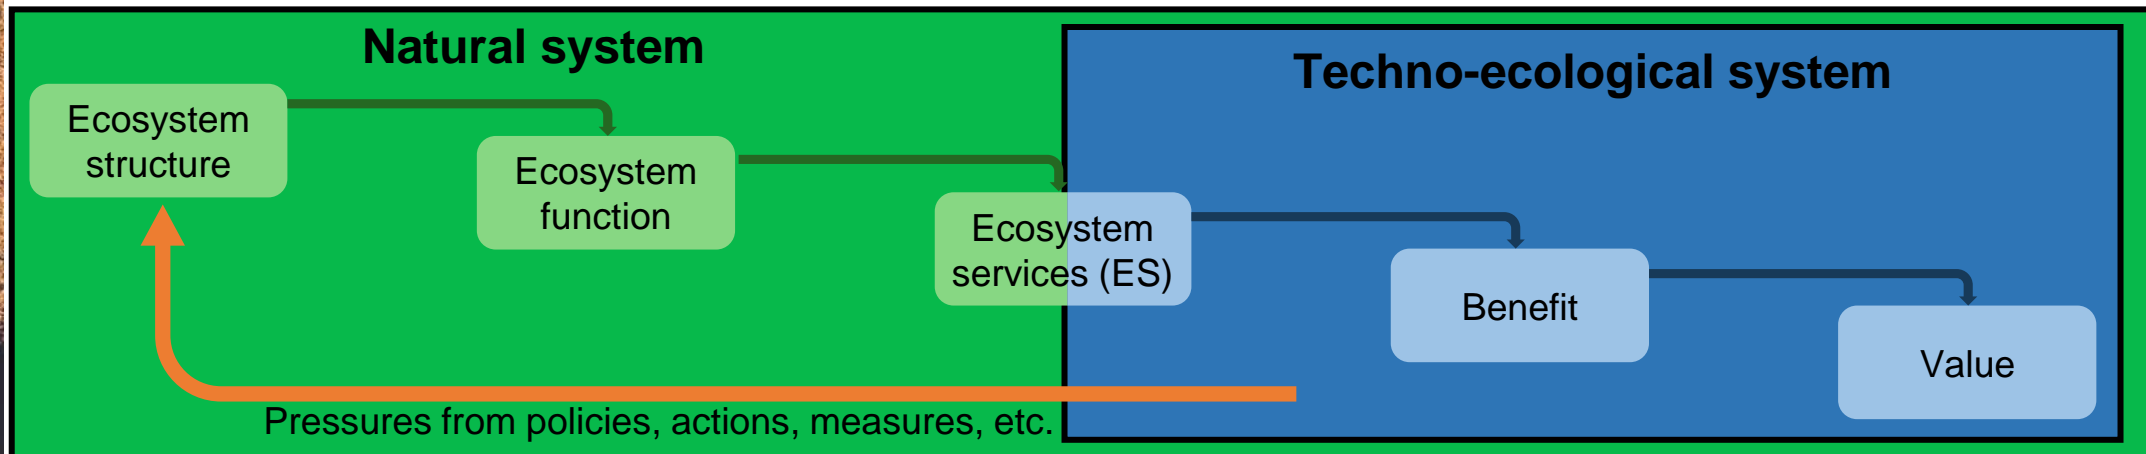 Natural system
Techno-ecological system
Ecosystem
structure
Ecosystem
function
Ecosystem
services (ES)
Benefit
Value
Pressures from policies, actions, measures, etc.